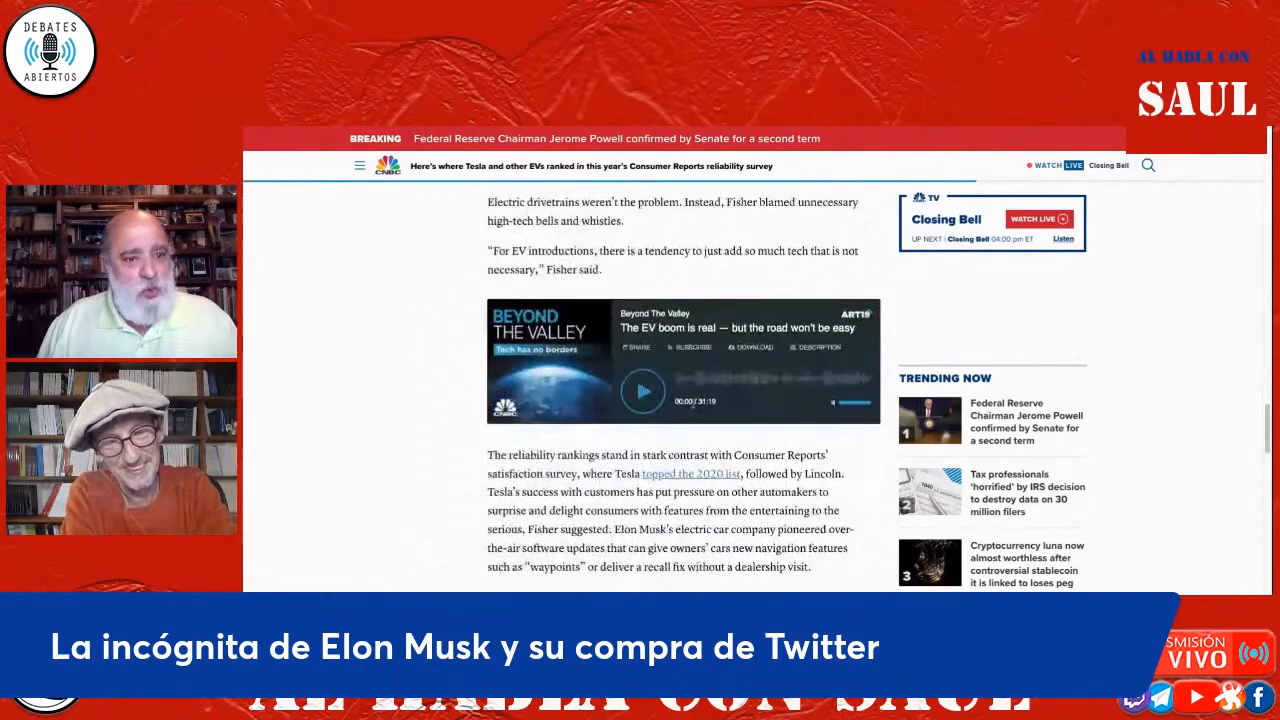 DEBATES
ABIERTOS
AL HABLA CON
SAUL
BREAKING Federal Reserve Chairman Jerome Powell confirmed by Senate for a second term
CNBC
Here's where Tesla and other EVs ranked in this year's Consumer Reports reliability survey
WATCH LIVE Closing Bell
Electric drivetrains weren't the problem. Instead, Fisher blamed unnecessary
high-tech bells and whistles.
“For EV introductions, there is a tendency to just add so much tech that is not
necessary,” Fisher said.
BEYOND
THE VALLEY
Tech has no borders
CNBC
Beyond The Valley
ART19
The EV boom is real — but the road won't be easy
SHARE SUBSCRIBE DOWNLOAD DESCRIPTION
00:00 / 31:19
The reliability rankings stand in stark contrast with Consumer Reports'
satisfaction survey, where Tesla topped the 2020 list, followed by Lincoln.
Tesla's success with customers has put pressure on other automakers to
surprise and delight consumers with features from the entertaining to the
serious, Fisher suggested. Elon Musk's electric car company pioneered over-
the-air software updates that can give owners' cars new navigation features
such as “waypoints” or deliver a recall fix without a dealership visit.
TV
Closing Bell
WATCH LIVE
UP NEXT | Closing Bell 04:00 pm ET
Listen
TRENDING NOW
1
Federal Reserve
Chairman Jerome Powell
confirmed by Senate for
a second term
2
Tax professionals
‘horrified’ by IRS decision
to destroy data on 30
million filers
3
Cryptocurrency luna now
almost worthless after
controversial stablecoin
it is linked to loses peg
La incógnita de Elon Musk y su compra de Twitter
SMISIÓN
VIVO
AL HABLA CON SAUL